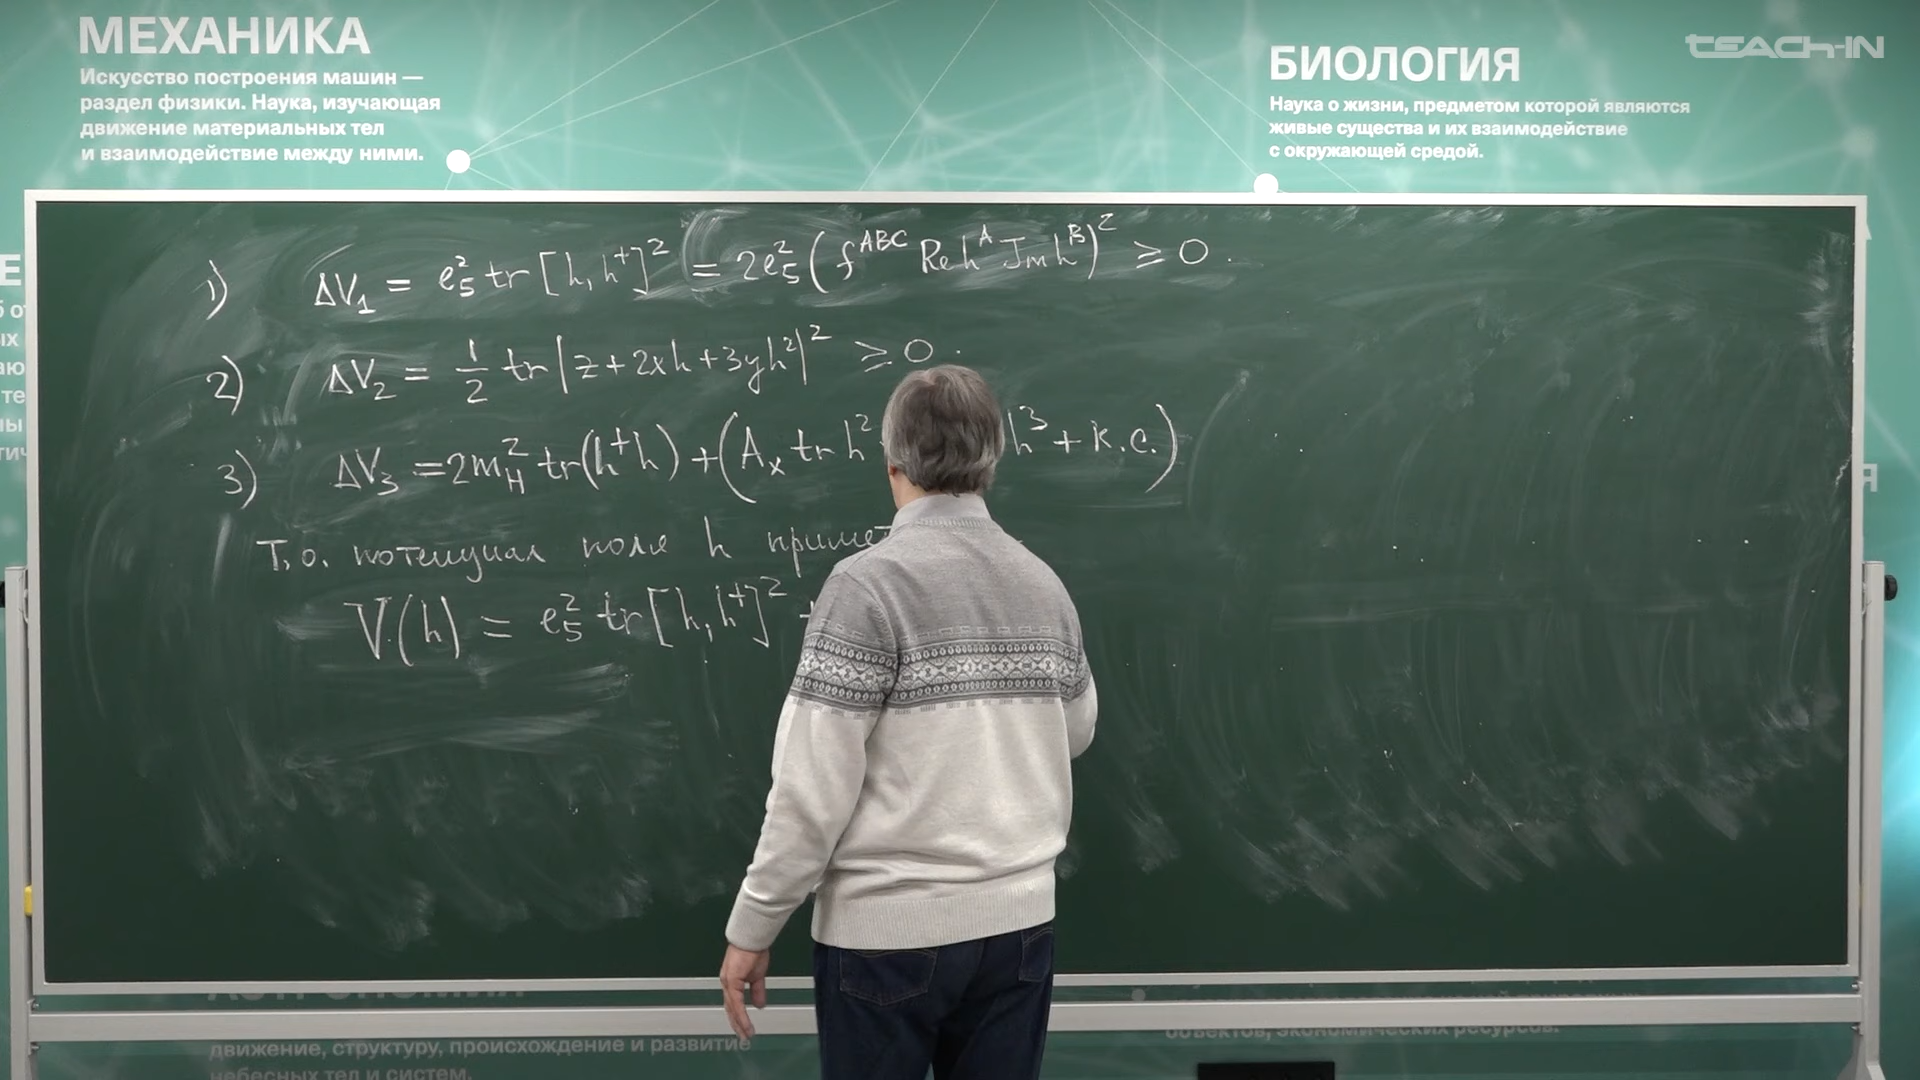 МЕХАНИКА
Искусство построения машин —
раздел физики. Наука, изучающая
движение материальных тел
и взаимодействие между ними.
БИОЛОГИЯ
Наука о жизни, предметом которой являются
живые существа и их взаимодействие
с окружающей средой.
TEACH-IN
1) ΔV₁ = e₅² tr [h, h⁺]² = 2e₅² (f^{ABC} Re h^A Im h^B)² ≥ 0.
2) ΔV₂ = 1/2 tr |z + 2xh + 3yh²|² ≥ 0.
3) ΔV₃ = 2m_H² tr(h⁺h) + (A_x tr h² h³ + к.с.)
Т.о. потенциал поля h
V(h) = e₅² tr [h, h⁺]² +
движение, структуру, происхождение и развитие
небесных тел и систем.